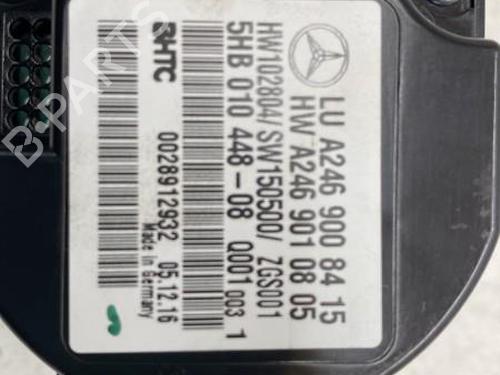 LU A246 900 84 15
HW A246 901 08 05
HW102804/SW150500/ ZGS001
5HB 010 448-08 Q001 003 1
BHTC
0028912932 05.12.16
Made in Germany